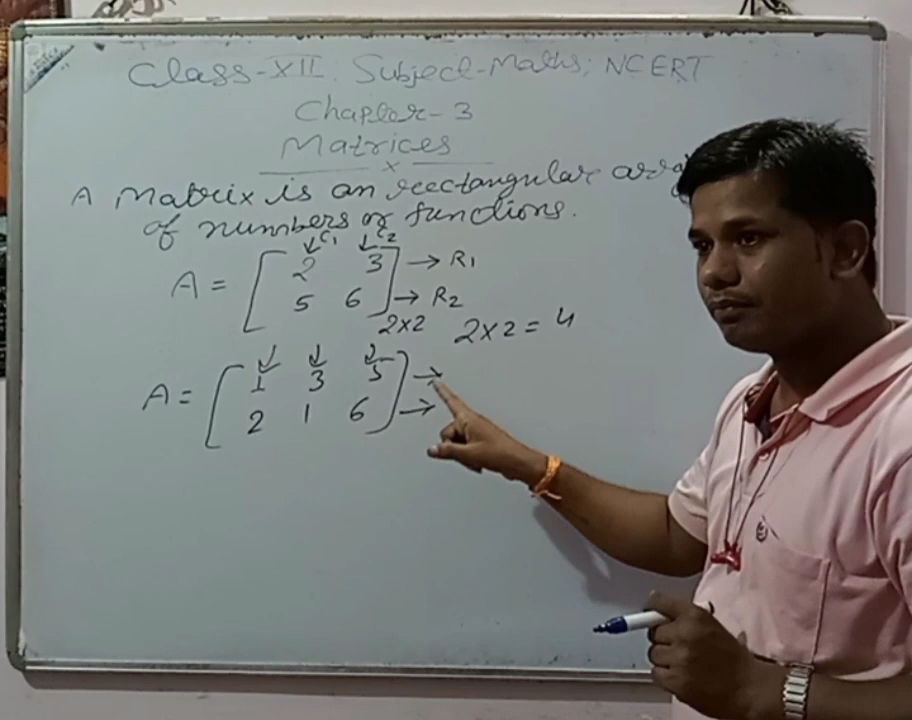 Class-XII, Subject-Maths, NCERT
Chapter-3
Matrices
x
A Matrix is an rectangular arra
of numbers or functions.
↓C1 ↓C2
A = [ 2 3 ] → R1
5 6 → R2
2x2 2x2 = 4
↓ ↓ ↓
A = [ 1 3 5 ] →
2 1 6 →